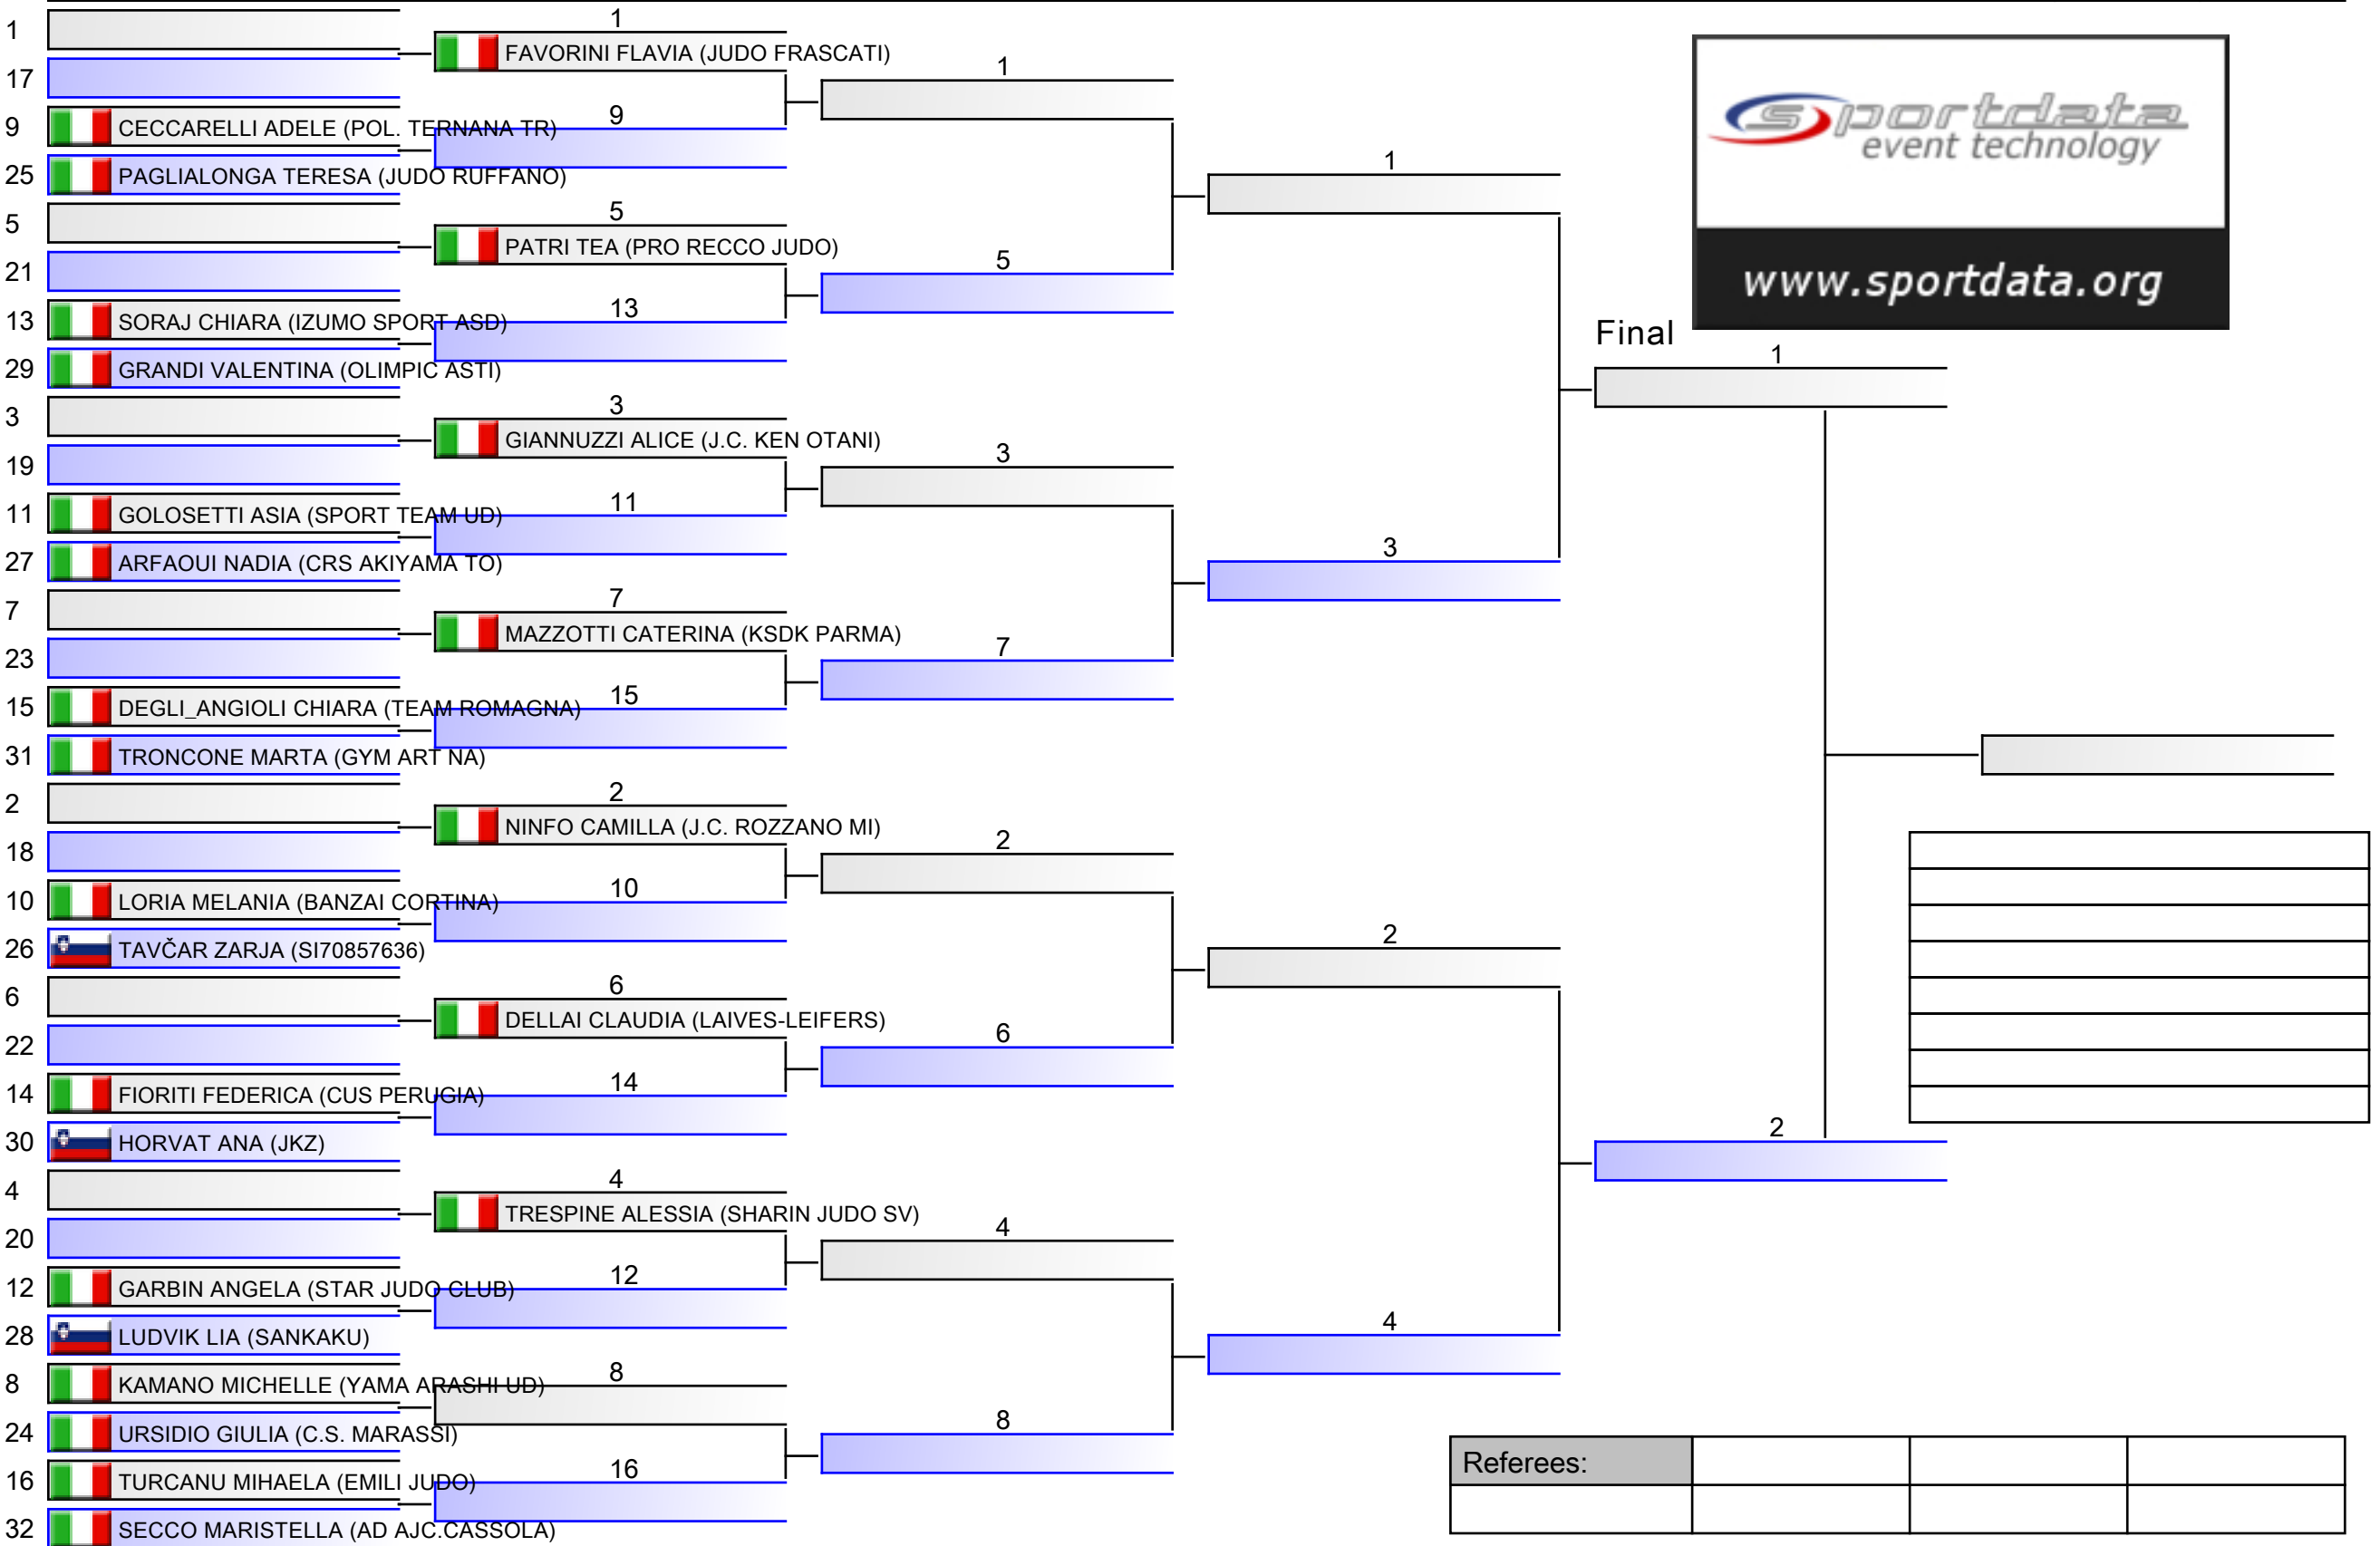 1
17
9 CECCARELLI ADELE (POL. TERNANA TR)
25 PAGLIALONGA TERESA (JUDO RUFFANO)
5
21
13 SORAJ CHIARA (IZUMO SPORT ASD)
29 GRANDI VALENTINA (OLIMPIC ASTI)
3
19
11 GOLOSETTI ASIA (SPORT TEAM UD)
27 ARFAOUI NADIA (CRS AKIYAMA TO)
7
23
15 DEGLI_ANGIOLI CHIARA (TEAM ROMAGNA)
31 TRONCONE MARTA (GYM ART NA)
2
18
10 LORIA MELANIA (BANZAI CORTINA)
26 TAVČAR ZARJA (SI70857636)
6
22
14 FIORITI FEDERICA (CUS PERUGIA)
30 HORVAT ANA (JKZ)
4
20
12 GARBIN ANGELA (STAR JUDO CLUB)
28 LUDVIK LIA (SANKAKU)
8 KAMANO MICHELLE (YAMA ARASHI UD)
24 URSIDIO GIULIA (C.S. MARASSI)
16 TURCANU MIHAELA (EMILI JUDO)
32 SECCO MARISTELLA (AD AJC.CASSOLA)
1
FAVORINI FLAVIA (JUDO FRASCATI)
9
5
PATRI TEA (PRO RECCO JUDO)
13
3
GIANNUZZI ALICE (J.C. KEN OTANI)
11
7
MAZZOTTI CATERINA (KSDK PARMA)
15
2
NINFO CAMILLA (J.C. ROZZANO MI)
10
6
DELLAI CLAUDIA (LAIVES-LEIFERS)
14
4
TRESPINE ALESSIA (SHARIN JUDO SV)
12
8
16
1
5
3
7
2
6
4
8
1
3
2
4
Final
1
2
sportdata
event technology
www.sportdata.org
Referees: